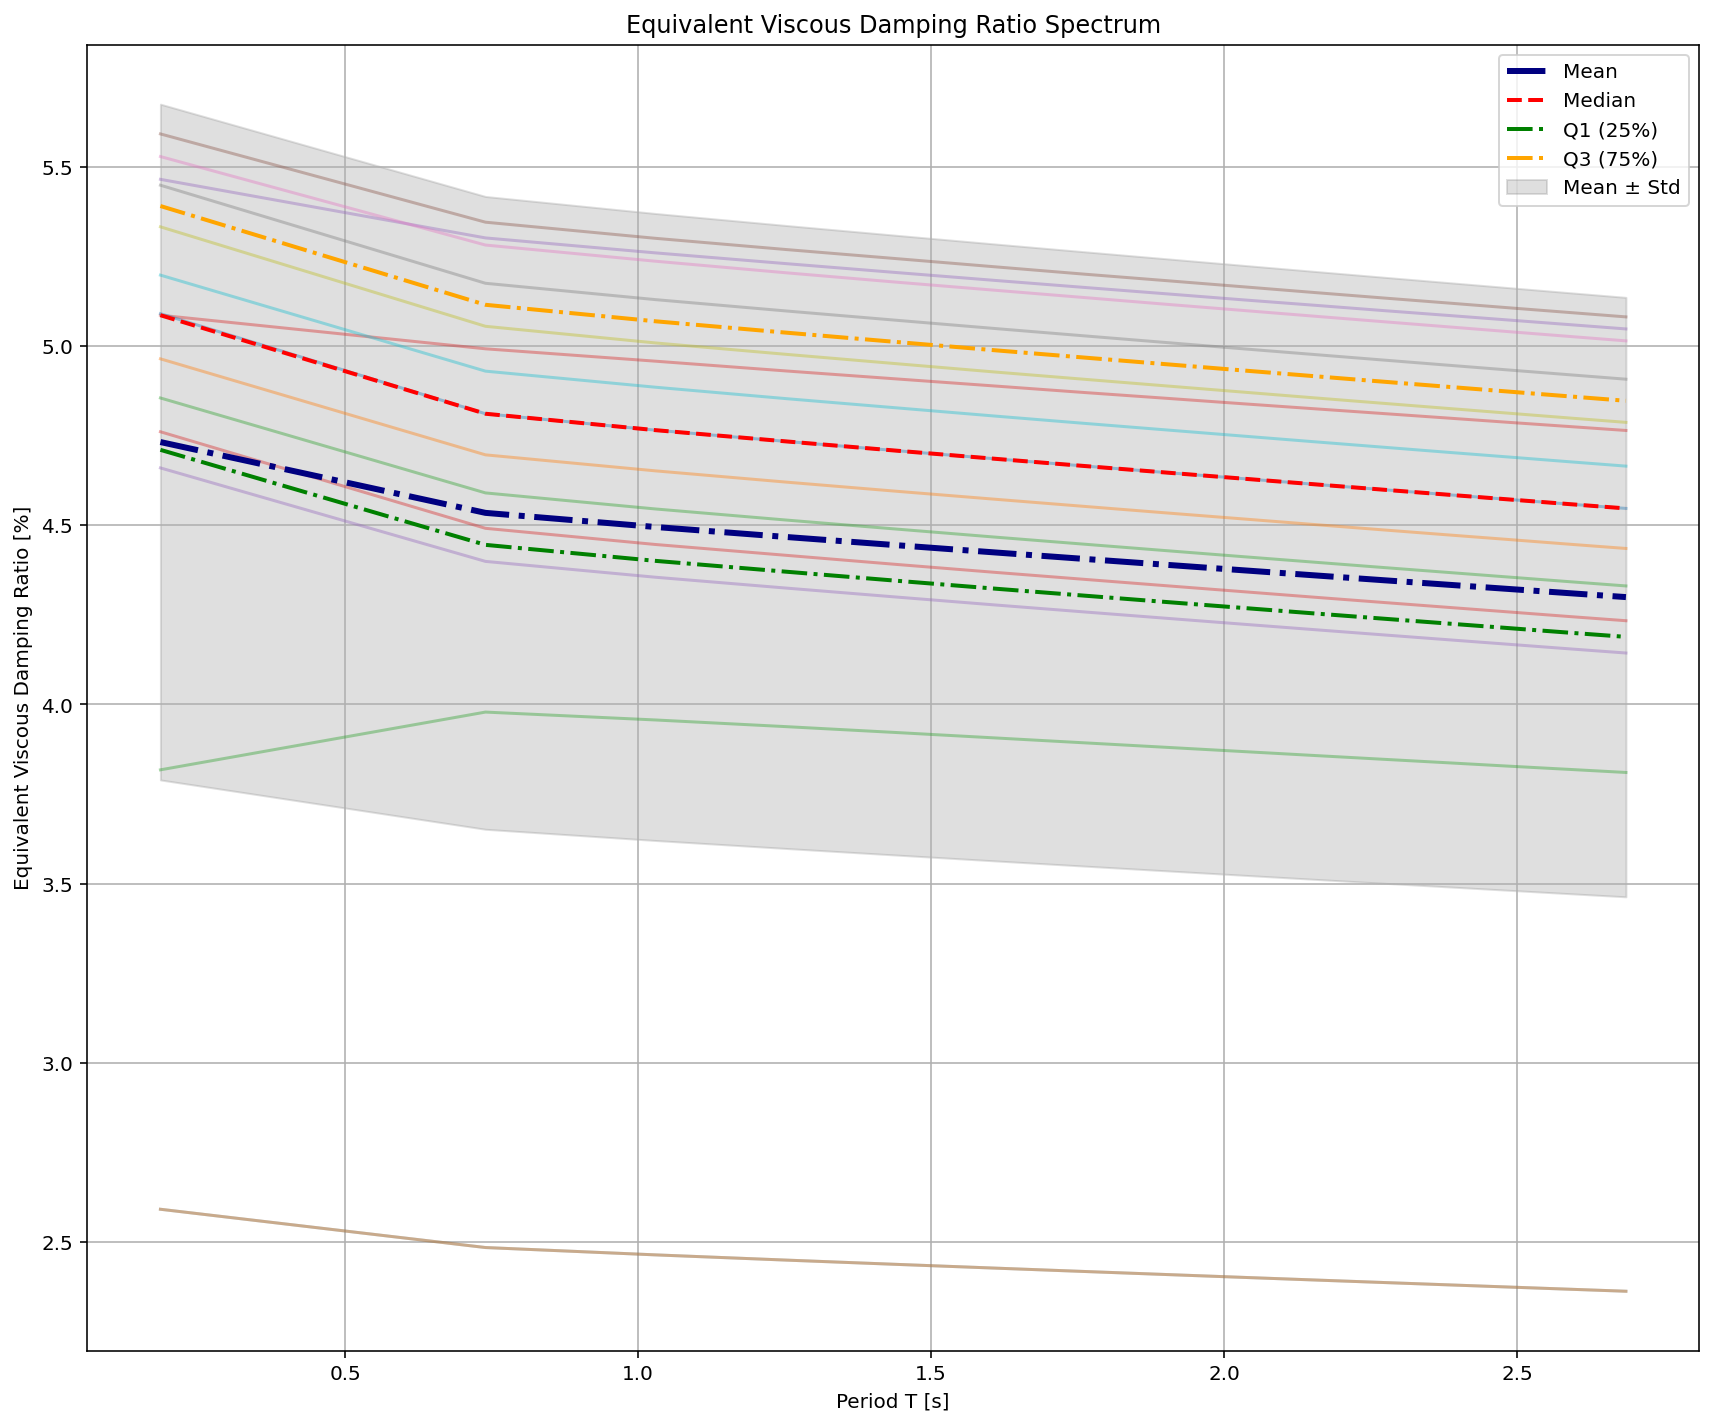 Equivalent Viscous Damping Ratio Spectrum
Mean
Median
Q1 (25%)
Q3 (75%)
Mean ± Std
Equivalent Viscous Damping Ratio [%]
5.5
5.0
4.5
4.0
3.5
3.0
2.5
0.5 1.0 1.5 2.0 2.5
Period T [s]